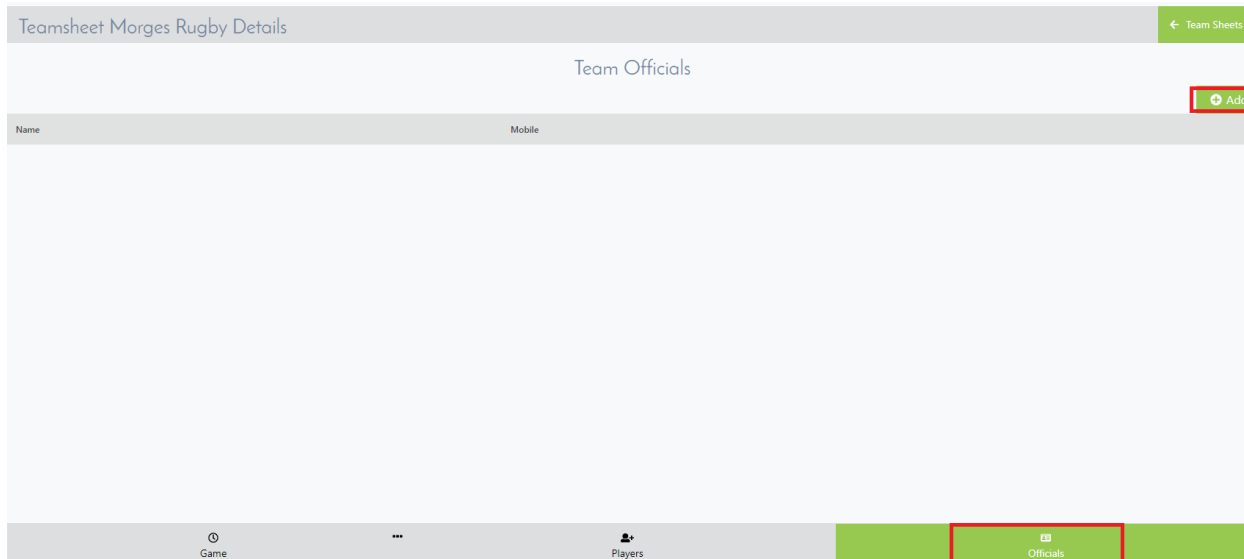 Teamsheet Morges Rugby Details
← Team Sheets
Team Officials
Add
Name Mobile
Game ••• Players Officials